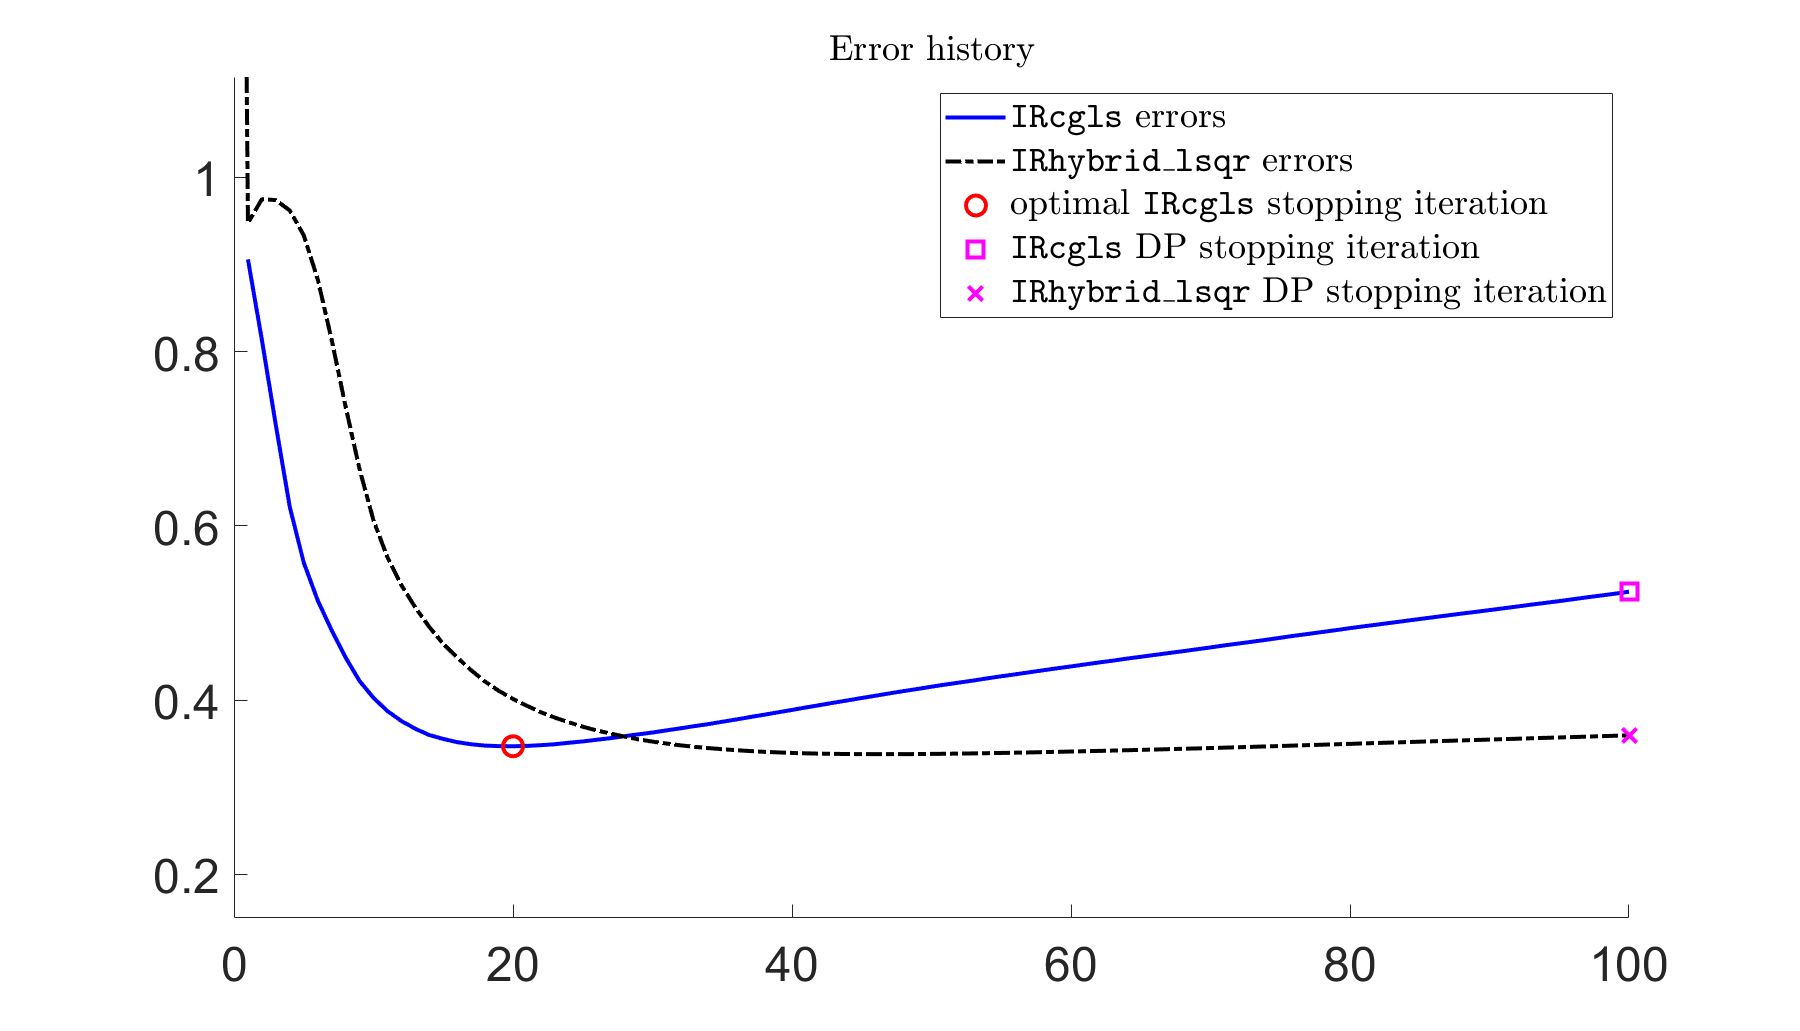 Error history
IRcgls errors
IRhybrid_lsqr errors
optimal IRcgls stopping iteration
IRcgls DP stopping iteration
IRhybrid_lsqr DP stopping iteration
1
0.8
0.6
0.4
0.2
0 20 40 60 80 100